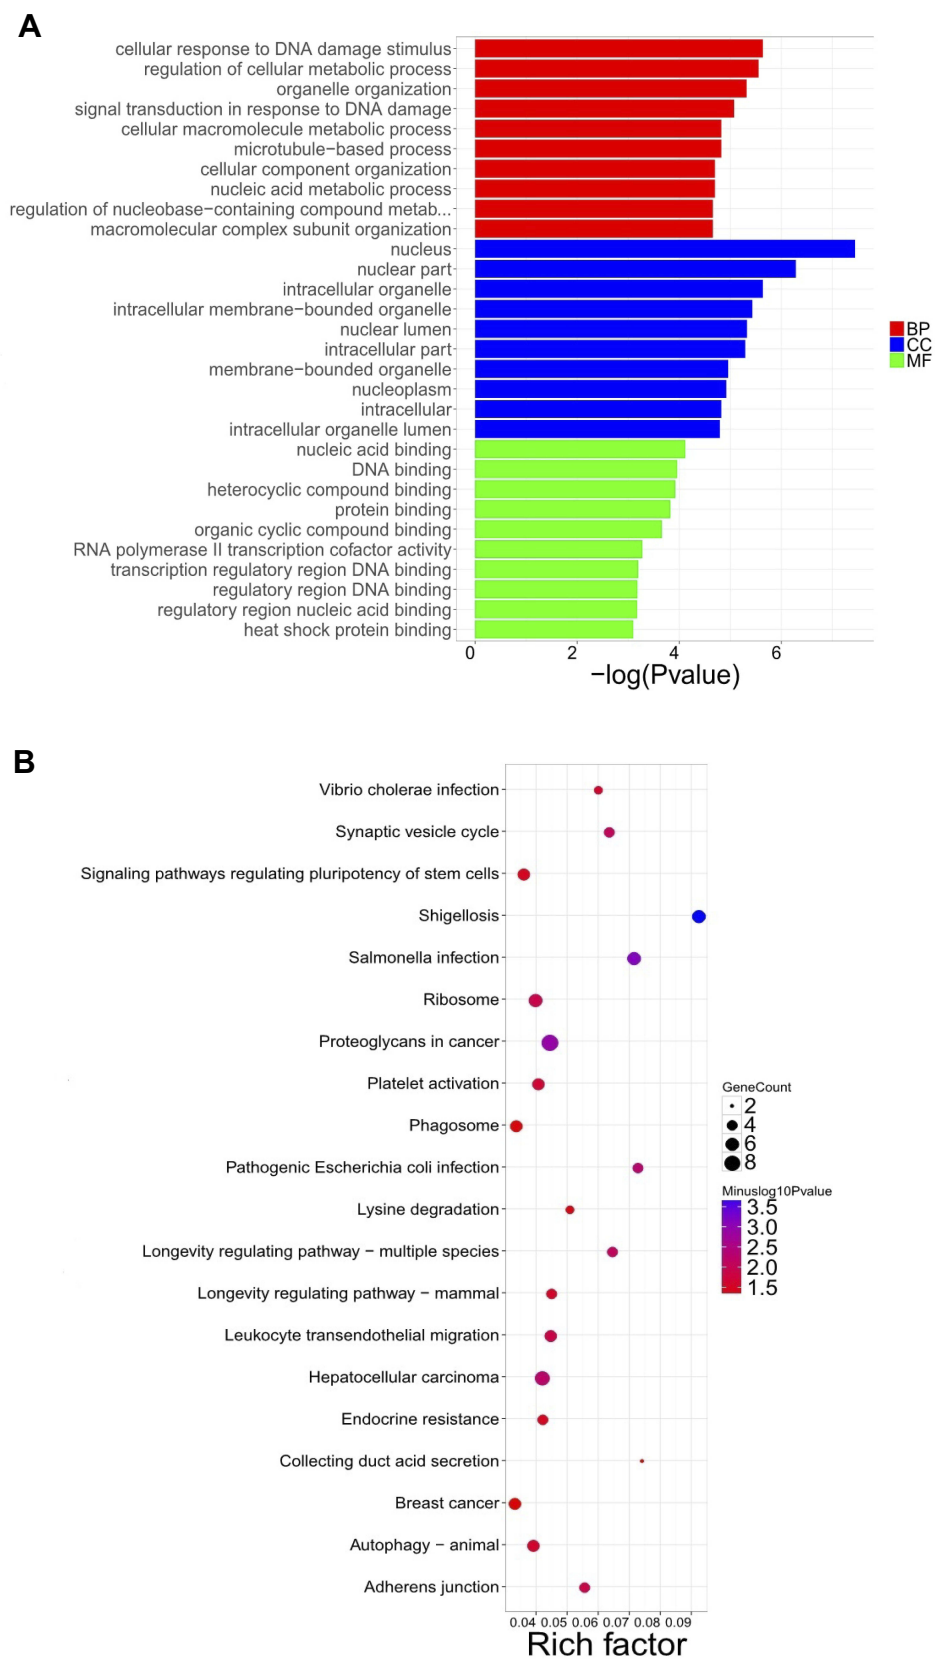 A
cellular response to DNA damage stimulus
regulation of cellular metabolic process
organelle organization
signal transduction in response to DNA damage
cellular macromolecule metabolic process
microtubule−based process
cellular component organization
nucleic acid metabolic process
regulation of nucleobase−containing compound metab...
macromolecular complex subunit organization
nucleus
nuclear part
intracellular organelle
intracellular membrane−bounded organelle
nuclear lumen
intracellular part
membrane−bounded organelle
nucleoplasm
intracellular
intracellular organelle lumen
nucleic acid binding
DNA binding
heterocyclic compound binding
protein binding
organic cyclic compound binding
RNA polymerase II transcription cofactor activity
transcription regulatory region DNA binding
regulatory region DNA binding
regulatory region nucleic acid binding
heat shock protein binding
0 2 4 6
−log(Pvalue)
BP
CC
MF
B
Vibrio cholerae infection
Synaptic vesicle cycle
Signaling pathways regulating pluripotency of stem cells
Shigellosis
Salmonella infection
Ribosome
Proteoglycans in cancer
Platelet activation
Phagosome
Pathogenic Escherichia coli infection
Lysine degradation
Longevity regulating pathway − multiple species
Longevity regulating pathway − mammal
Leukocyte transendothelial migration
Hepatocellular carcinoma
Endocrine resistance
Collecting duct acid secretion
Breast cancer
Autophagy − animal
Adherens junction
0.04 0.05 0.06 0.07 0.08 0.09
Rich factor
GeneCount
2
4
6
8
Minuslog10Pvalue
3.5
3.0
2.5
2.0
1.5